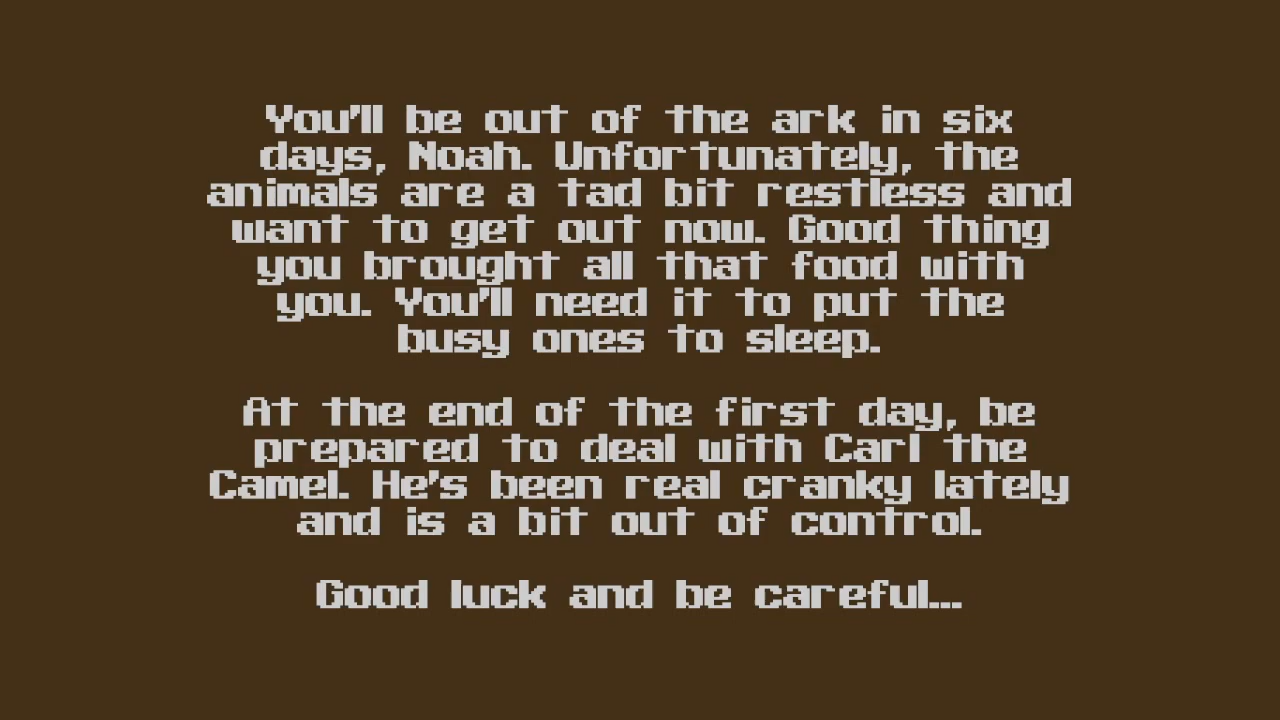 You'll be out of the ark in six
days, Noah. Unfortunately, the
animals are a tad bit restless and
want to get out now. Good thing
you brought all that food with
you. You'll need it to put the
busy ones to sleep.
At the end of the first day, be
prepared to deal with Carl the
Camel. He's been real cranky lately
and is a bit out of control.
Good luck and be careful...